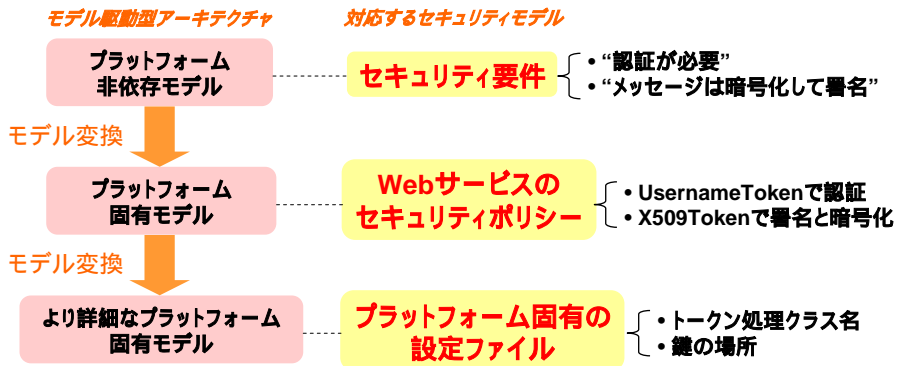 モデル駆動型アーキテクチャ
対応するセキュリティモデル
プラットフォーム
非依存モデル
セキュリティ要件
• “認証が必要”
• “メッセージは暗号化して署名”
モデル変換
プラットフォーム
固有モデル
Webサービスの
セキュリティポリシー
• UsernameTokenで認証
• X509Tokenで署名と暗号化
モデル変換
より詳細なプラットフォーム
固有モデル
プラットフォーム固有の
設定ファイル
• トークン処理クラス名
• 鍵の場所